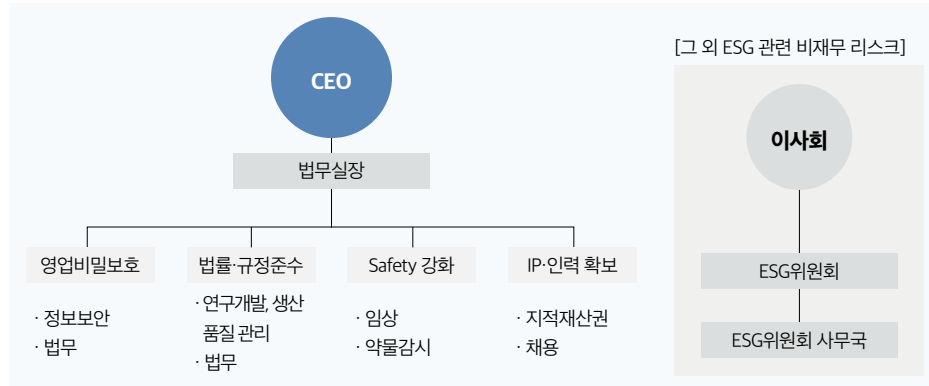 CEO
법무실장
영업비밀보호
· 정보보안
· 법무
법률·규정준수
· 연구개발, 생산
품질 관리
· 법무
Safety 강화
· 임상
· 약물감시
IP·인력 확보
· 지적재산권
· 채용
[그 외 ESG 관련 비재무 리스크]
이사회
ESG위원회
ESG위원회 사무국